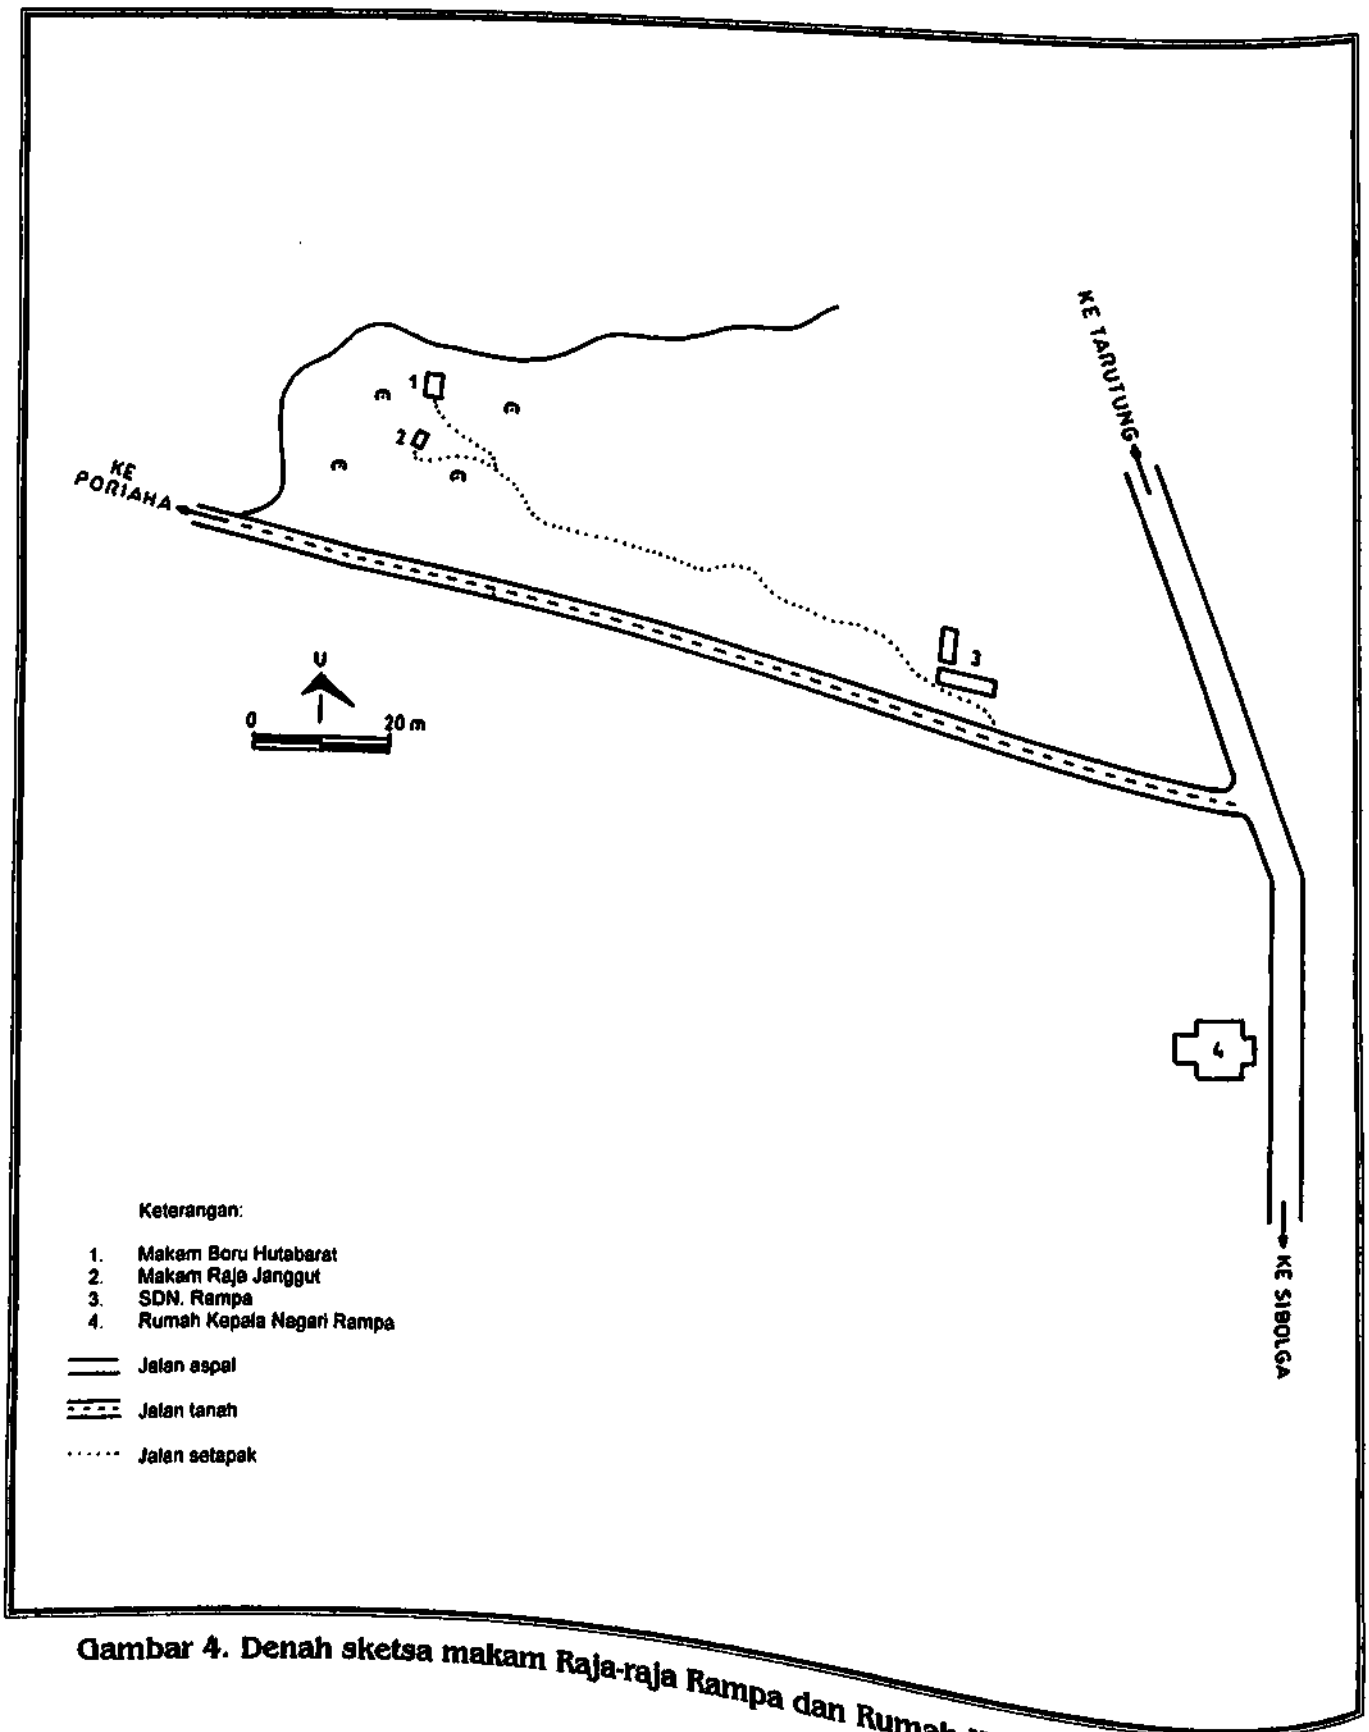 KE TARUTUNG
1
2
KE
PORIAHA
3
U
0 20 m
4
KE SIBOLGA
Keterangan:
1. Makam Boru Hutabarat
2. Makam Raja Janggut
3. SDN. Rampa
4. Rumah Kepala Nagari Rampa
Jalan aspal
Jalan tanah
Jalan setapak
Gambar 4. Denah sketsa makam Raja-raja Rampa dan Rumah